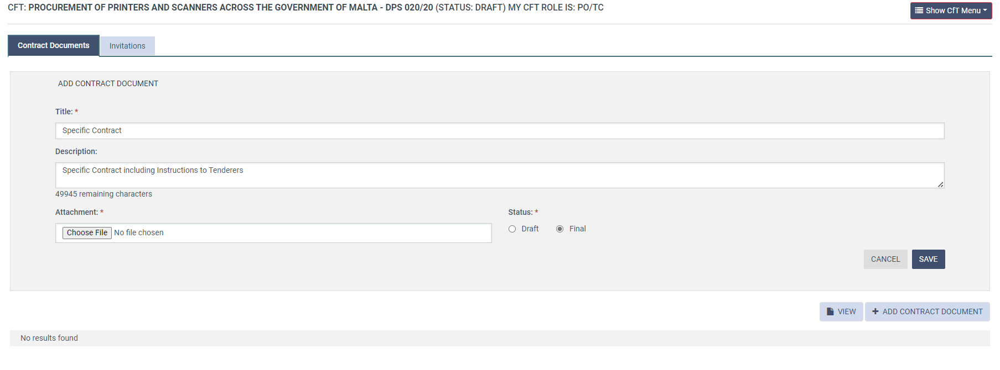 CFT: PROCUREMENT OF PRINTERS AND SCANNERS ACROSS THE GOVERNMENT OF MALTA - DPS 020/20 (STATUS: DRAFT) MY CFT ROLE IS: PO/TC
Show CfT Menu
Contract Documents
Invitations
ADD CONTRACT DOCUMENT
Title: *
Specific Contract
Description:
Specific Contract including Instructions to Tenderers
49945 remaining characters
Attachment: *
Status: *
Choose File No file chosen
Draft
Final
CANCEL
SAVE
VIEW
ADD CONTRACT DOCUMENT
No results found